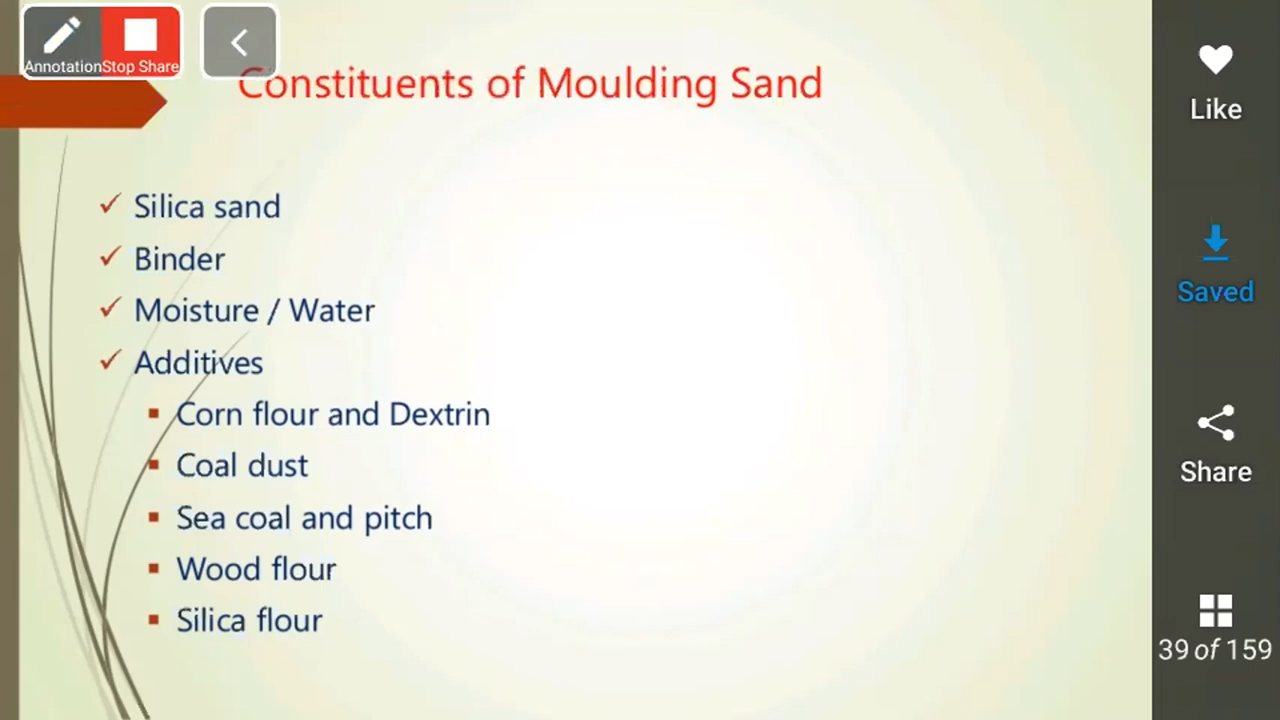 Annotation Stop Share
Constituents of Moulding Sand
Silica sand
Binder
Moisture / Water
Additives
Corn flour and Dextrin
Coal dust
Sea coal and pitch
Wood flour
Silica flour
Like
Saved
Share
39 of 159